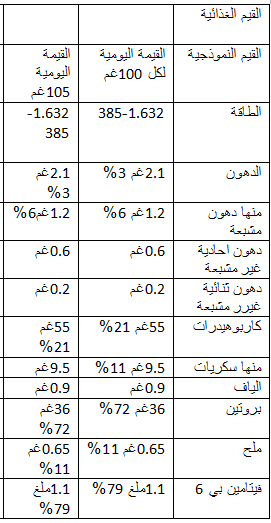 القيم الغذائية
القيم النموذجية القيمة اليومية القيمة
لكل 100غم اليومية
105غم
الطاقة 385-1.632 1.632-
385
الدهون 2.1غم 3% 2.1غم
3%
منها دهون 1.2غم 6% 1.2غم6%
مشبعة
دهون احادية 0.6غم 0.6غم
غير مشبعة
دهون ثنائية 0.2غم 0.2غم
غيرر مشبعة
كاربوهيدرات 55غم 21% 55غم
21%
منها سكريات 9.5غم 11% 9.5غم
الياف 0.9غم 0.9غم
بروتين 36غم 72% 36غم
72%
ملح 0.65غم 11% 0.65غم
11%
فيتامين بي 6 1.1ملغ 79% 1.1ملغ
79%